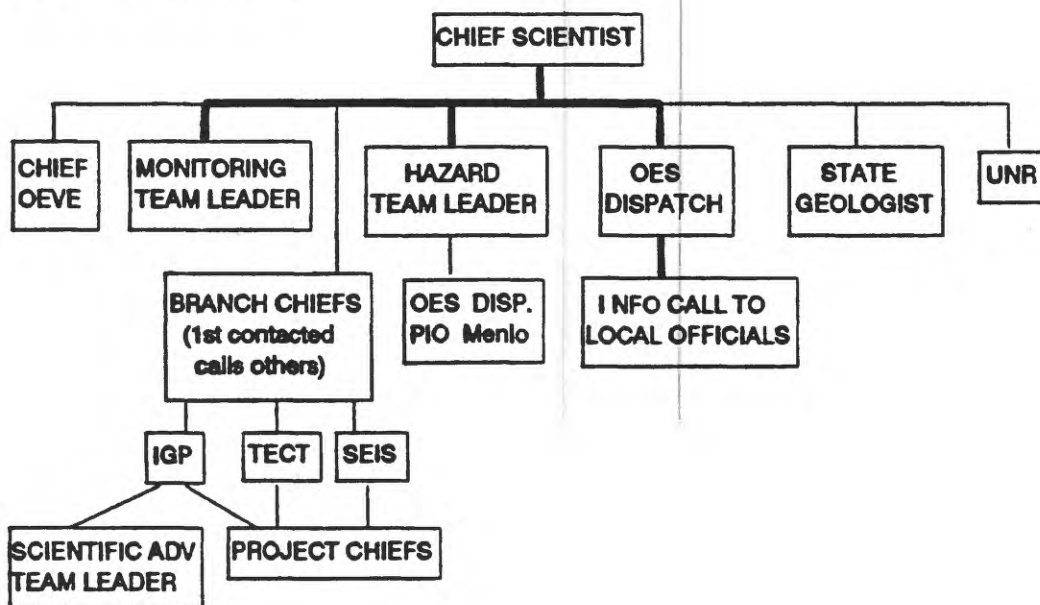 CHIEF SCIENTIST
CHIEF
OEVE
MONITORING
TEAM LEADER
HAZARD
TEAM LEADER
OES
DISPATCH
STATE
GEOLOGIST
UNR
BRANCH CHIEFS
(1st contacted
calls others)
OES DISP.
PIO Menlo
I NFO CALL TO
LOCAL OFFICIALS
IGP
TECT
SEIS
SCIENTIFIC ADV
TEAM LEADER
PROJECT CHIEFS